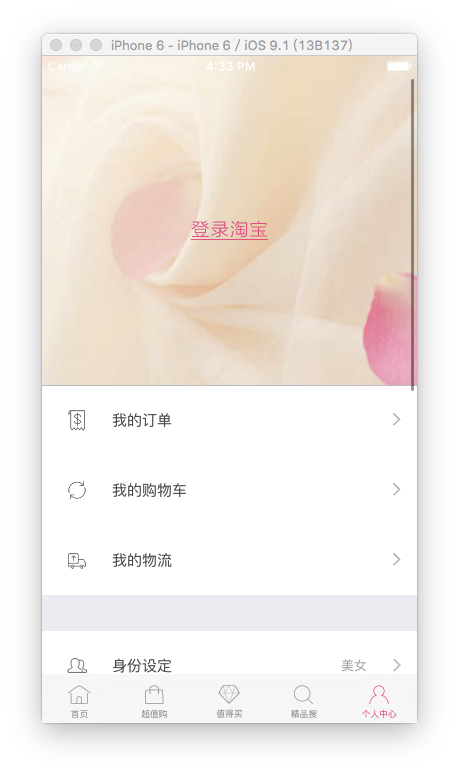 iPhone 6 - iPhone 6 / iOS 9.1 (13B137)
Carrier 4:33 PM
登录淘宝
我的订单
我的购物车
我的物流
身份设定 美女
首页 超值购 值得买 精品搜 个人中心